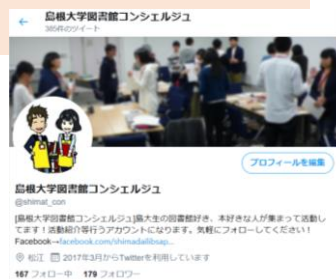 島根大学図書館コンシェルジュ
365件のツイート
プロフィールを編集
島根大学図書館コンシェルジュ
@shimat_con
[島根大学図書館コンシェルジュ]島大生の図書館好き、本好きな人が集まって活動し
てます！活動紹介等行うアカウントになります。気軽にフォローしてください！
Facebook→facebook.com/shimadailibsap...
松江 2017年3月からTwitterを利用しています
167 フォロー中 179 フォロワー